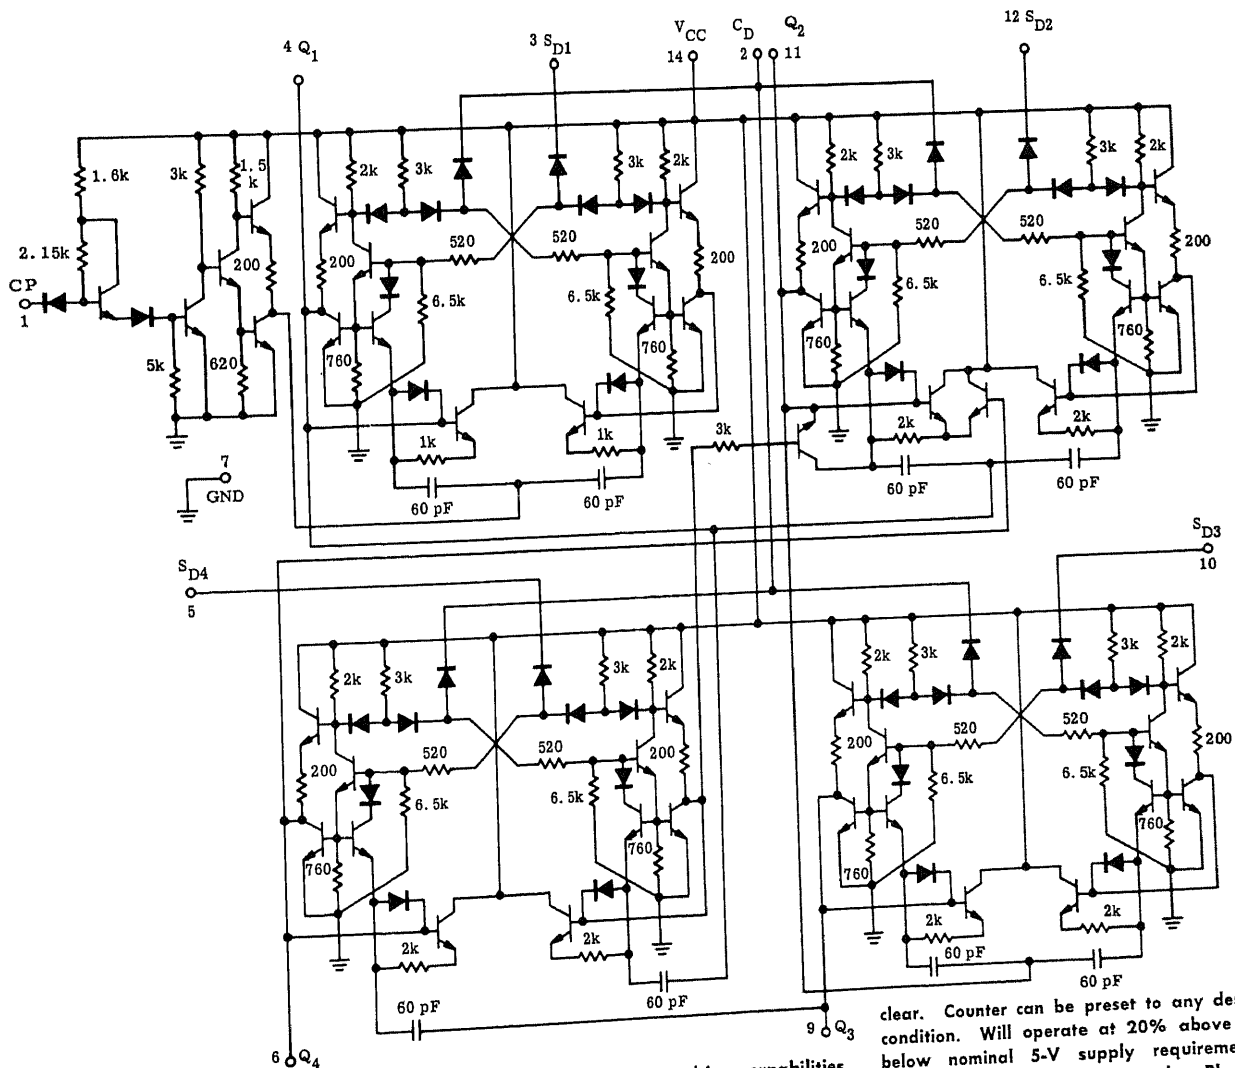 4 Q1
3 SD1
VCC
14
CD
2
Q2
11
12 SD2
1.6k
3k
1.5
k
2k
3k
3k
2k
2k
3k
3k
2k
2.15k
200
200
520
520
200
200
520
520
200
CP
1
6.5k
6.5k
6.5k
6.5k
5k
620
760
760
760
760
1k
1k
3k
2k
2k
7
GND
60 pF
60 pF
60 pF
60 pF
SD4
5
SD3
10
2k
3k
3k
2k
2k
3k
3k
2k
200
520
520
200
200
520
520
200
6.5k
6.5k
6.5k
6.5k
760
760
760
760
2k
2k
2k
2k
60 pF
60 pF
60 pF
60 pF
6 Q4
9 Q3
clear. Counter can be preset to any
condition. Will operate at 20% above
below nominal 5-V supply
capabilities